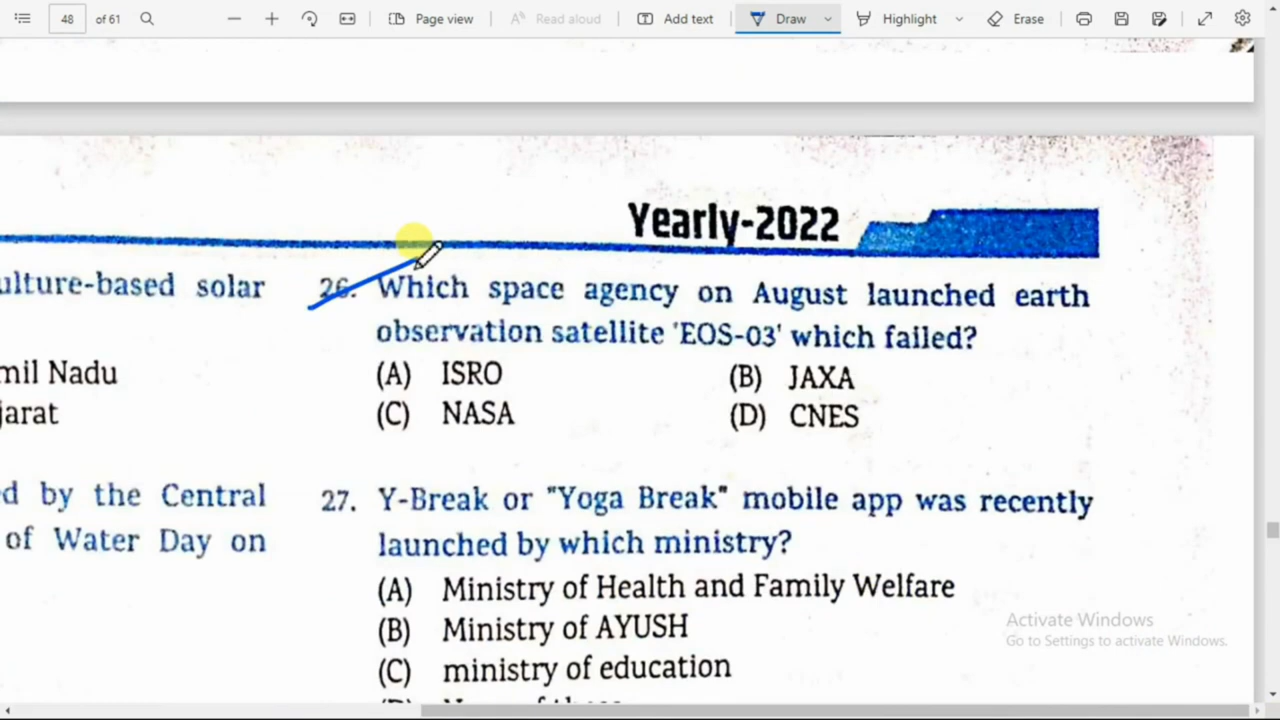 48
of 61
Page view
Read aloud
Add text
Draw
Highlight
Erase
Yearly-2022
ulture-based solar
mil Nadu
jarat
d by the Central
of Water Day on
26. Which space agency on August launched earth
observation satellite 'EOS-03' which failed?
(A) ISRO (B) JAXA
(C) NASA (D) CNES
27. Y-Break or "Yoga Break" mobile app was recently
launched by which ministry?
(A) Ministry of Health and Family Welfare
(B) Ministry of AYUSH
(C) ministry of education
Activate Windows
Go to Settings to activate Windows.